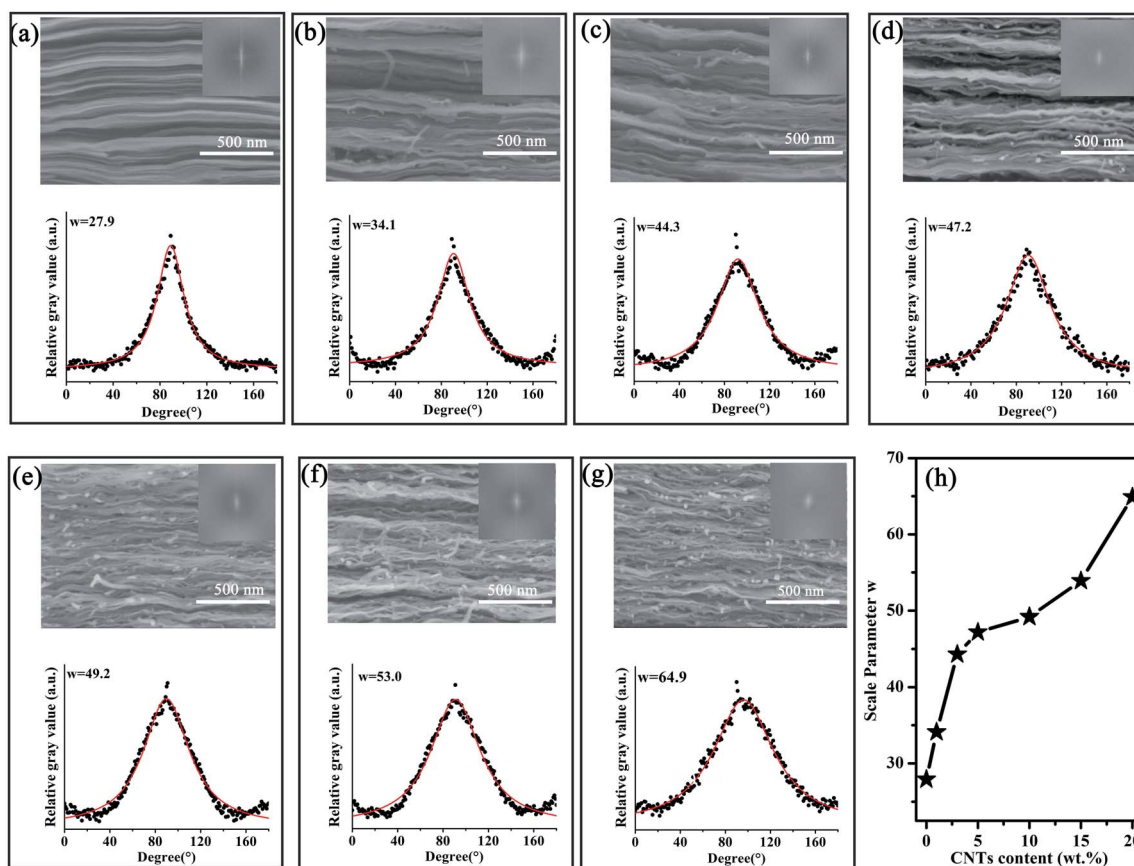 (a)
500 nm
w=27.9
Relative gray value (a.u.)
0 40 80 120 160
Degree(°)
(b)
500 nm
w=34.1
Relative gray value (a.u.)
0 40 80 120 160
Degree(°)
(c)
500 nm
w=44.3
Relative gray value (a.u.)
0 40 80 120 160
Degree(°)
(d)
500 nm
w=47.2
Relative gray value (a.u.)
0 40 80 120 160
Degree(°)
(e)
500 nm
w=49.2
Relative gray value (a.u.)
0 40 80 120 160
Degree(°)
(f)
500 nm
w=53.0
Relative gray value (a.u.)
0 40 80 120 160
Degree(°)
(g)
500 nm
w=64.9
Relative gray value (a.u.)
0 40 80 120 160
Degree(°)
(h)
Scale Parameter w
70
60
50
40
30
0 5 10 15 20
CNTs content (wt.%)